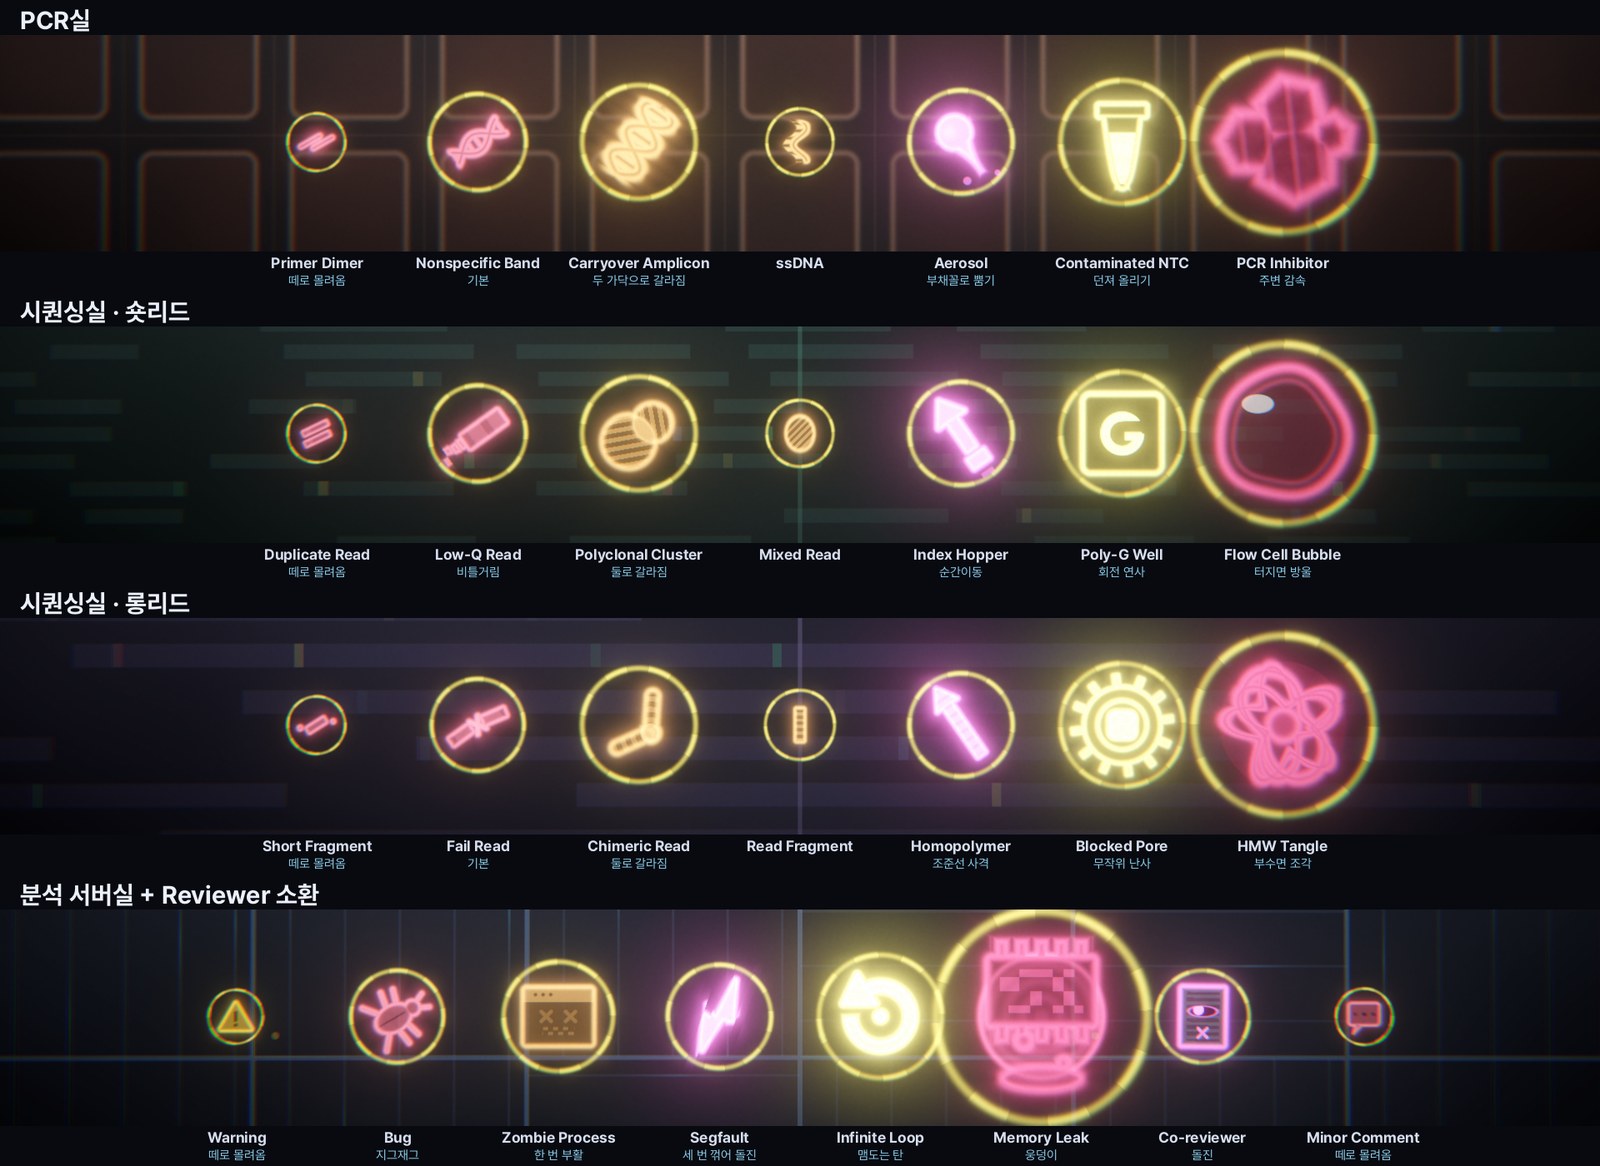 PCR실
Primer Dimer
떼로 몰려옴
Nonspecific Band
기본
Carryover Amplicon
두 가닥으로 갈라짐
ssDNA
Aerosol
부채꼴로 뿜기
Contaminated NTC
던져 올리기
PCR Inhibitor
주변 감속
시퀀싱실 · 숏리드
G
Duplicate Read
떼로 몰려옴
Low-Q Read
비틀거림
Polyclonal Cluster
둘로 갈라짐
Mixed Read
Index Hopper
순간이동
Poly-G Well
회전 연사
Flow Cell Bubble
터지면 방울
시퀀싱실 · 롱리드
Short Fragment
떼로 몰려옴
Fail Read
기본
Chimeric Read
둘로 갈라짐
Read Fragment
Homopolymer
조준선 사격
Blocked Pore
무작위 난사
HMW Tangle
부수면 조각
분석 서버실 + Reviewer 소환
Warning
떼로 몰려옴
Bug
지그재그
Zombie Process
한 번 부활
Segfault
세 번 꺾어 돌진
Infinite Loop
맴도는 탄
Memory Leak
웅덩이
Co-reviewer
돌진
Minor Comment
떼로 몰려옴